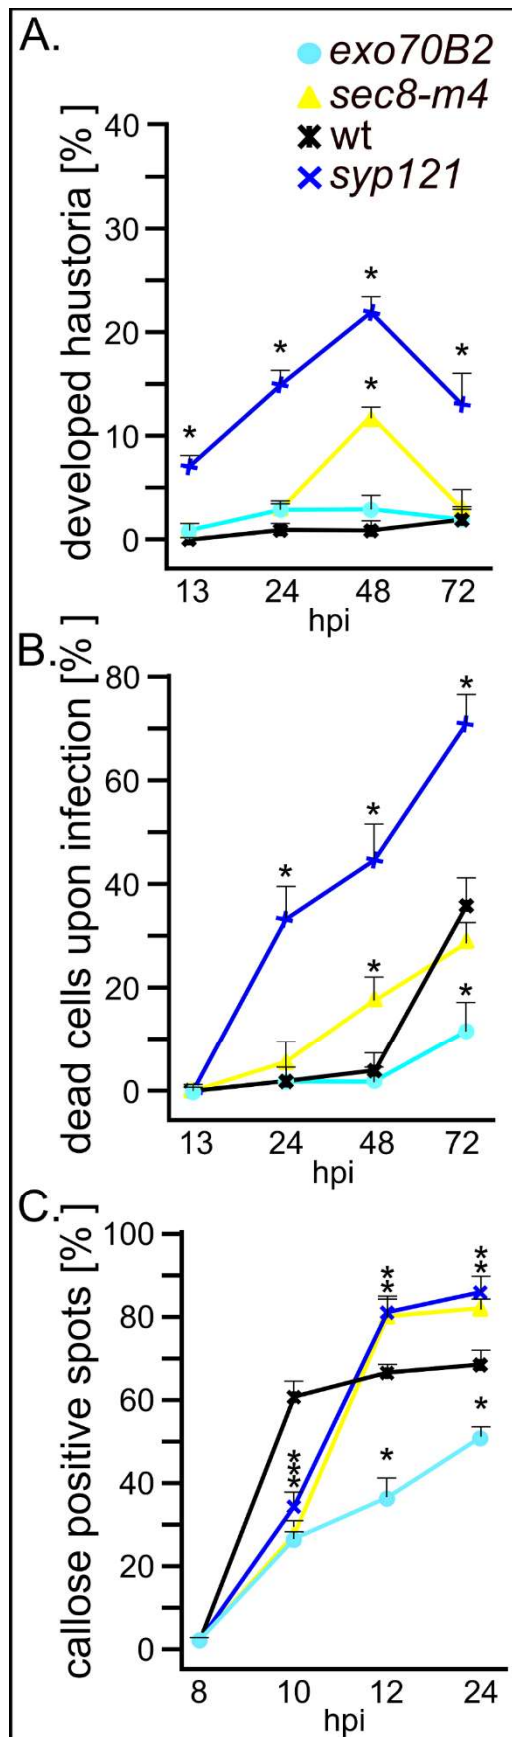 A.
exo70B2
sec8-m4
wt
syp121
developed haustoria [% ]
40
30
20
10
0
* * * * *
13 24 48 72
hpi
B.
dead cells upon infection [% ]
80
60
40
20
0
* * * * *
13 24 48 72
hpi
C.
callose positive spots [% ]
100
80
60
40
20
0
* * * * * * * * *
8 10 12 24
hpi